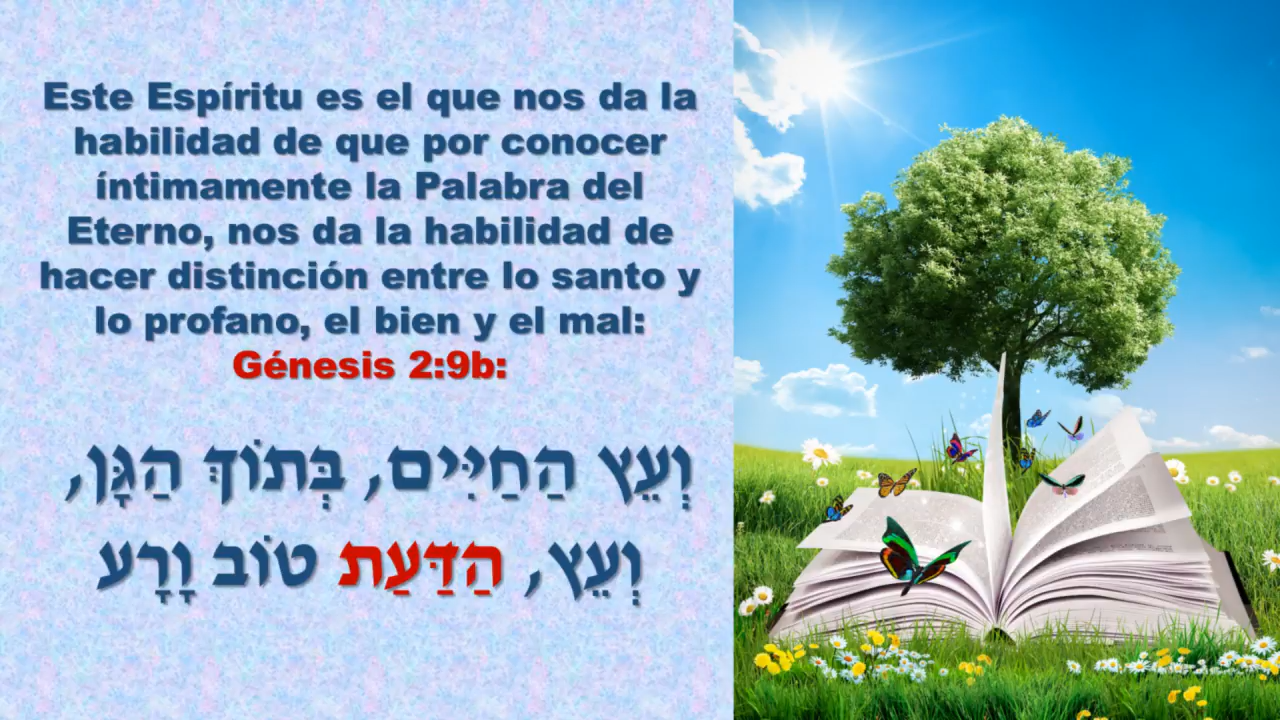 Este Espíritu es el que nos da la
habilidad de que por conocer
íntimamente la Palabra del
Eterno, nos da la habilidad de
hacer distinción entre lo santo y
lo profano, el bien y el mal:
Génesis 2:9b:
וְעֵץ הַחַיִּים, בְּתוֹךְ הַגָּן,
וְעֵץ, הַדַּעַת טוֹב וָרָע